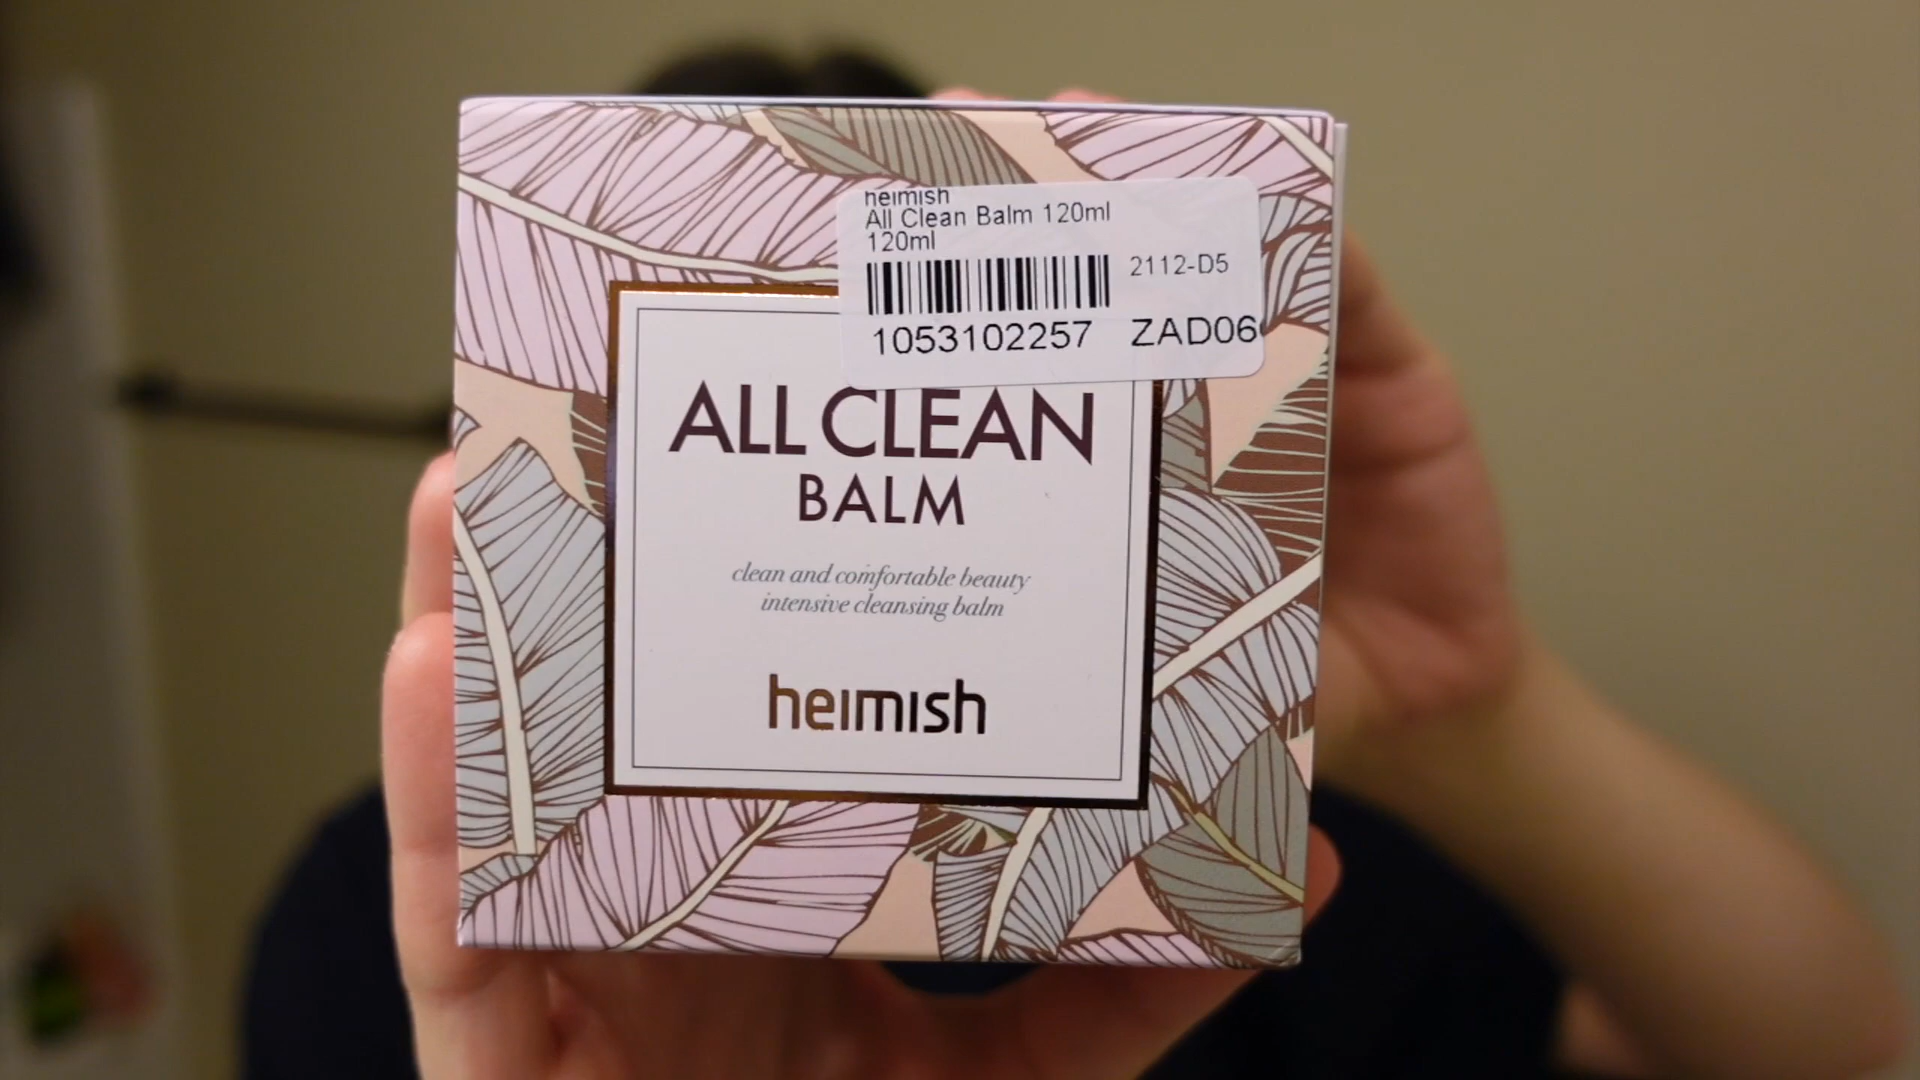 heimish
All Clean Balm 120ml
120ml
2112-D5
1053102257 ZAD06
ALL CLEAN
BALM
clean and comfortable beauty
intensive cleansing balm
heimish